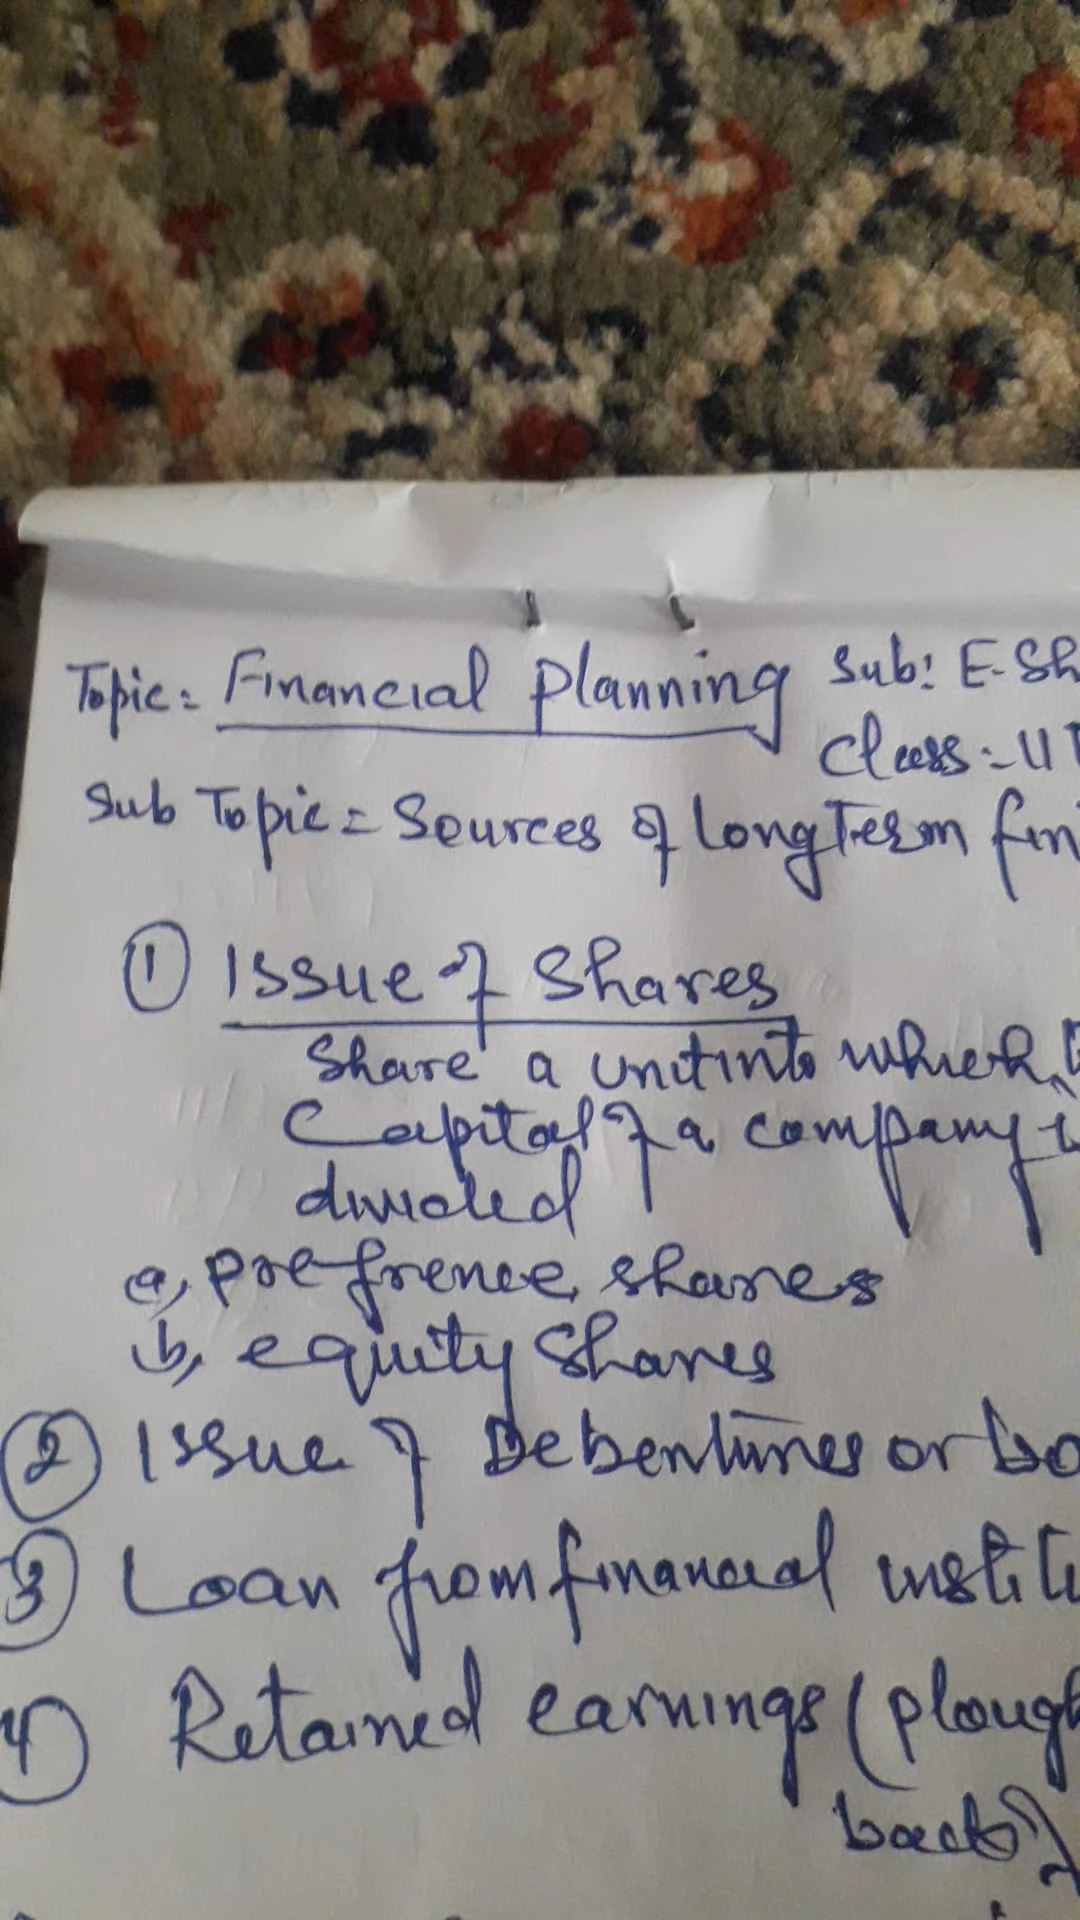 Topic: Financial planning Sub: E-Sh
Class:- 11
Sub Topic = Sources of long Term fin
① Issue of Shares
Share a unit into which
Capital of a company
divided
a, prefrence shares
b, equity Shares
② Issue of Debentures or bo
③ Loan from financial institu
④ Retained earnings (plough
back)